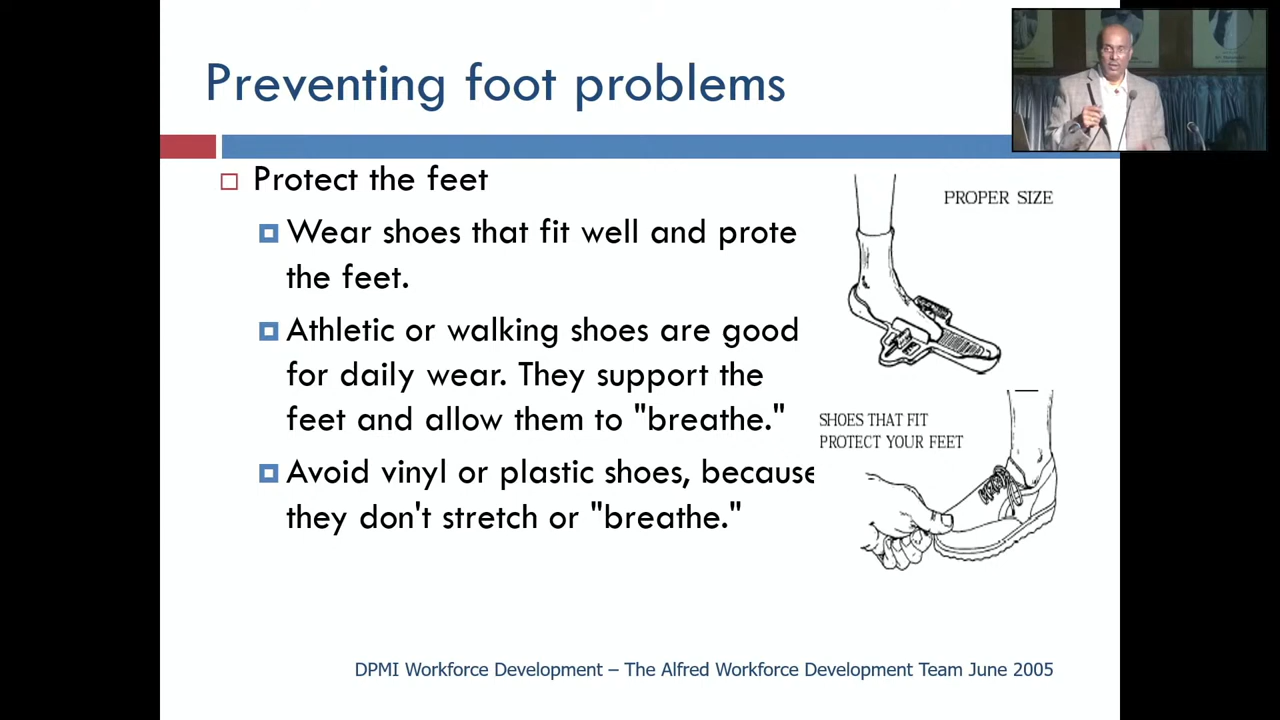 Preventing foot problems
Protect the feet
Wear shoes that fit well and prote
the feet.
Athletic or walking shoes are good
for daily wear. They support the
feet and allow them to "breathe."
Avoid vinyl or plastic shoes, because
they don't stretch or "breathe."
PROPER SIZE
SHOES THAT FIT
PROTECT YOUR FEET
DPMI Workforce Development – The Alfred Workforce Development Team June 2005